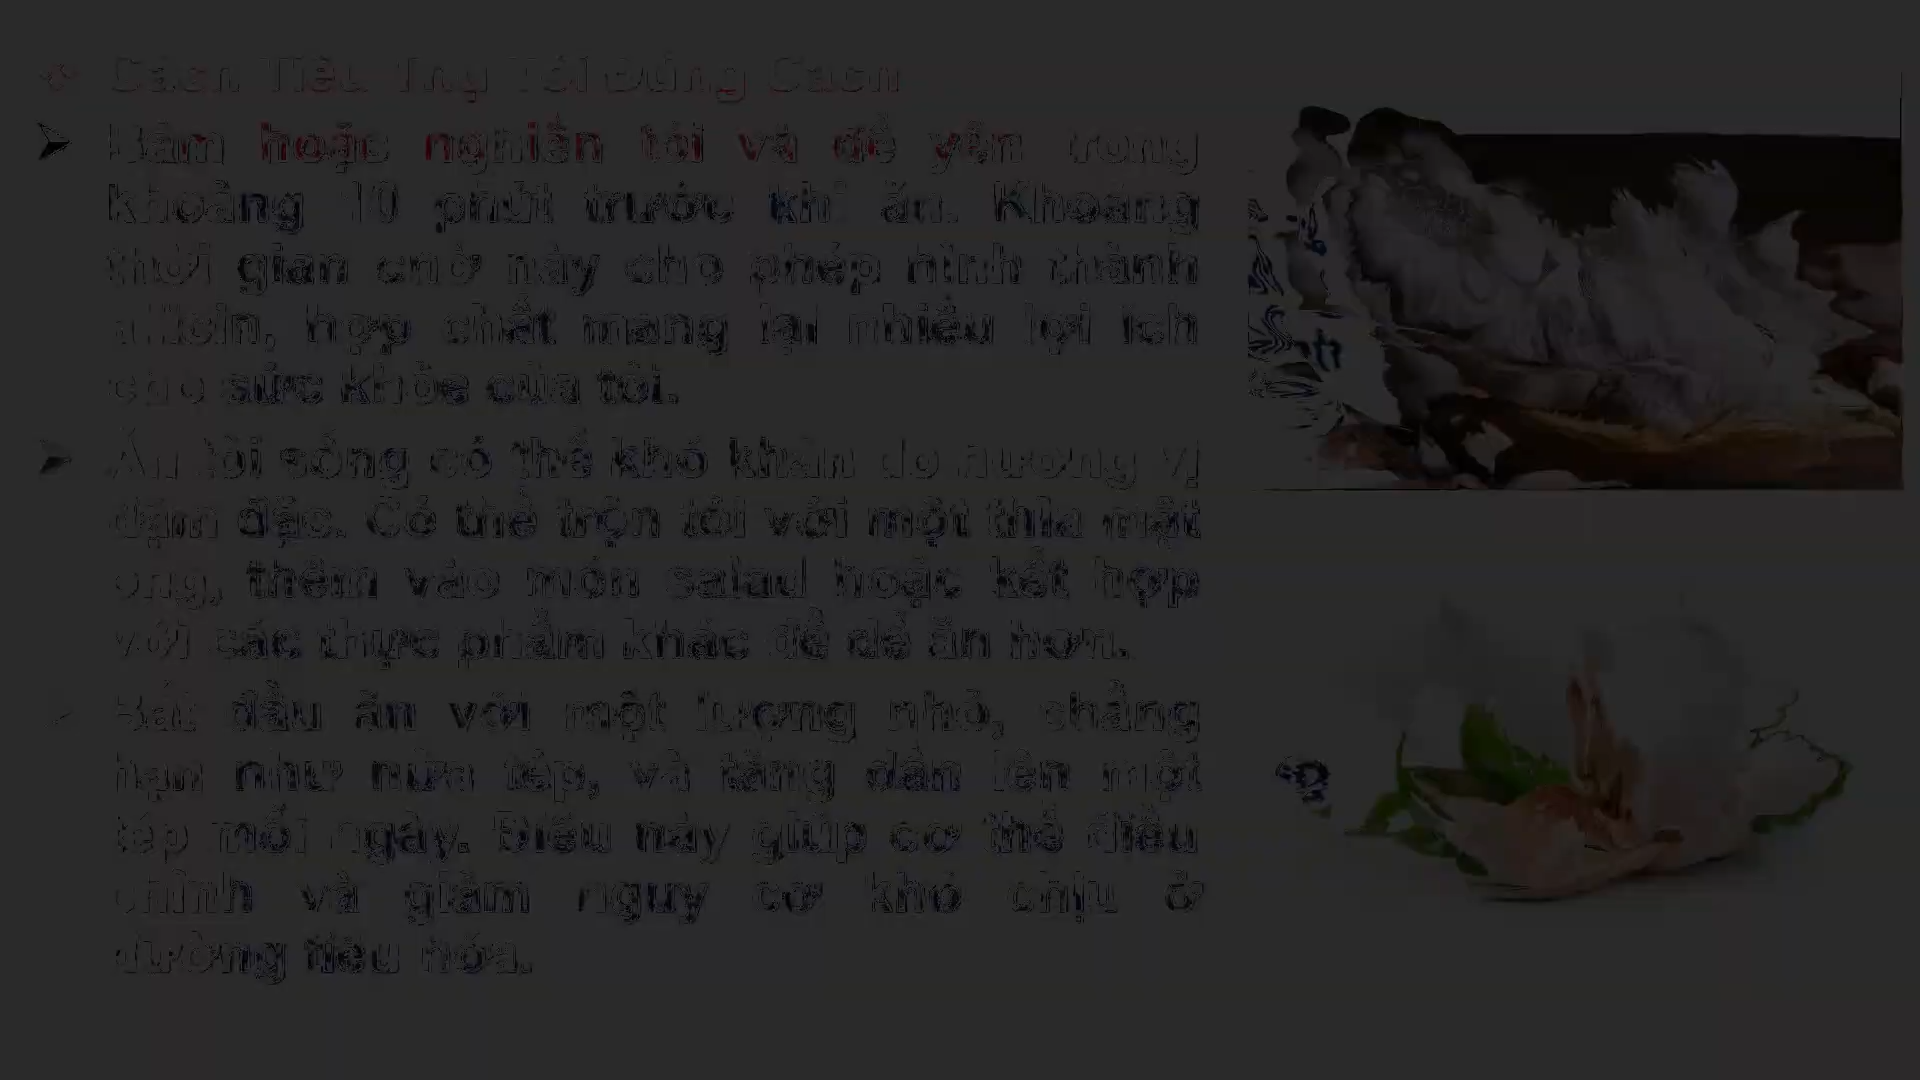 Cách Tiêu Thụ Tỏi Đúng Cách
Băm hoặc nghiền tỏi và để yên trong
khoảng 10 phút trước khi ăn. Khoảng
thời gian chờ này cho phép hình thành
allicin, hợp chất mang lại nhiều lợi ích
cho sức khỏe của tỏi.
Ăn tỏi sống có thể khó khăn do hương vị
đậm đặc. Có thể trộn tỏi với một thìa mật
ong, thêm vào món salad hoặc kết hợp
với các thực phẩm khác để dễ ăn hơn.
Bắt đầu ăn với một lượng nhỏ, chẳng
hạn như nửa tép, và tăng dần lên một
tép mỗi ngày. Điều này giúp cơ thể điều
chỉnh và giảm nguy cơ khó chịu ở
đường tiêu hóa.